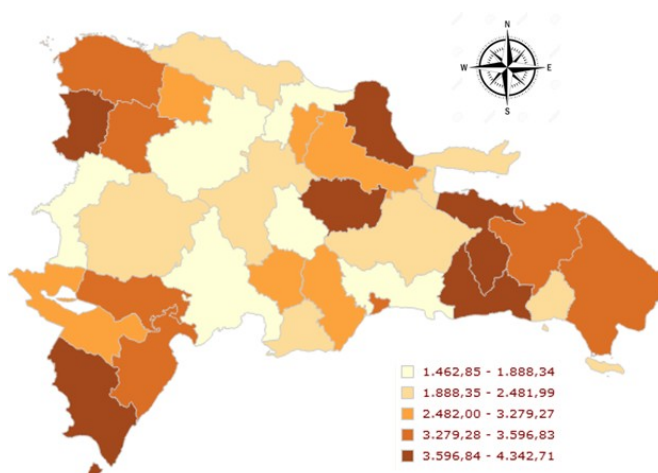 N
W E
S
1.462,85 - 1.888,34
1.888,35 - 2.481,99
2.482,00 - 3.279,27
3.279,28 - 3.596,83
3.596,84 - 4.342,71